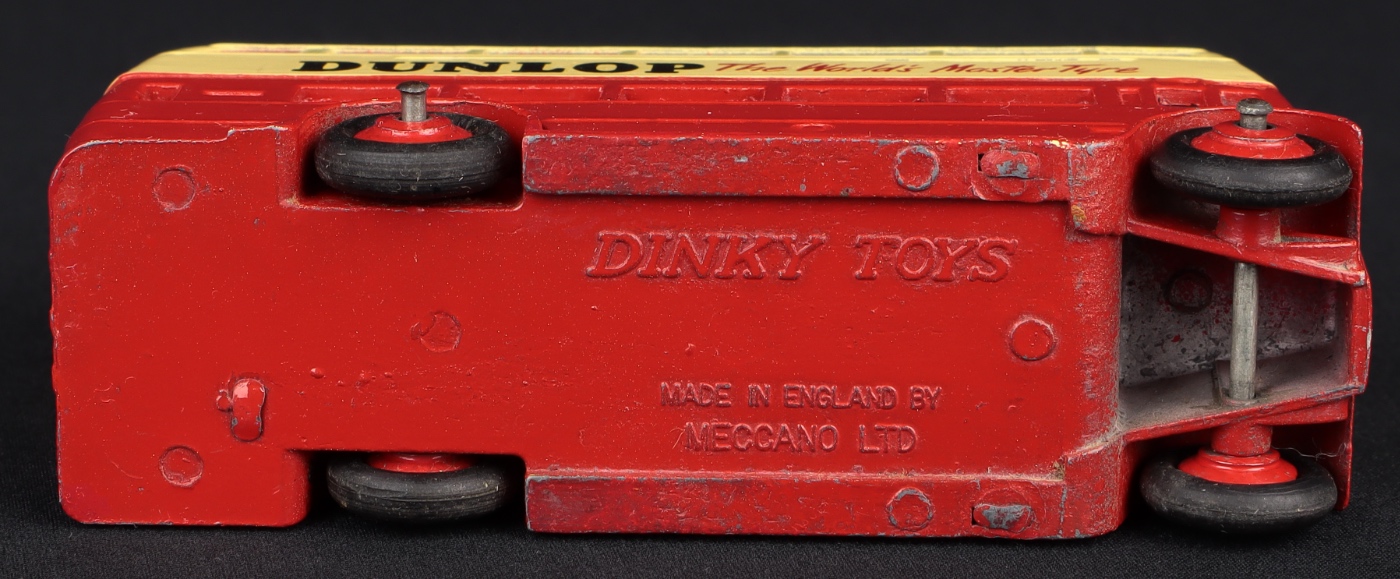 DUNLOP The World's Master Tyre
DINKY TOYS
MADE IN ENGLAND BY
MECCANO LTD